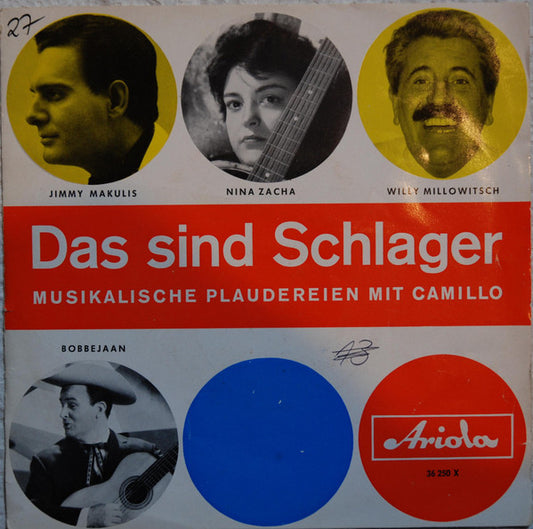 27
JIMMY MAKULIS
NINA ZACHA
WILLY MILLOWITSCH
Das sind Schlager
MUSIKALISCHE PLAUDEREIEN MIT CAMILLO
BOBBEJAAN
Ariola
36 250 X